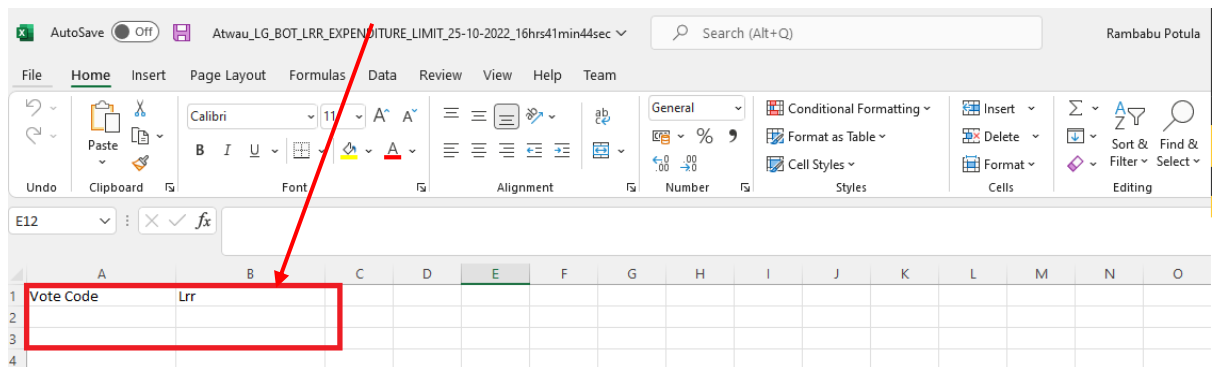 AutoSave Off Atwau_LG_BOT_LRR_EXPENDITURE_LIMIT_25-10-2022_16hrs41min44sec Search (Alt+Q) Rambabu Potula
File Home Insert Page Layout Formulas Data Review View Help Team
Calibri 11 A^ A˅ ab General Conditional Formatting Insert Σ A Z
Paste B I U A % 9 Format as Table Delete Sort & Find &
Cell Styles Format Filter Select
Undo Clipboard Font Alignment Number Styles Cells Editing
E12 fx
A B C D E F G H I J K L M N O
1 Vote Code Lrr
2
3
4